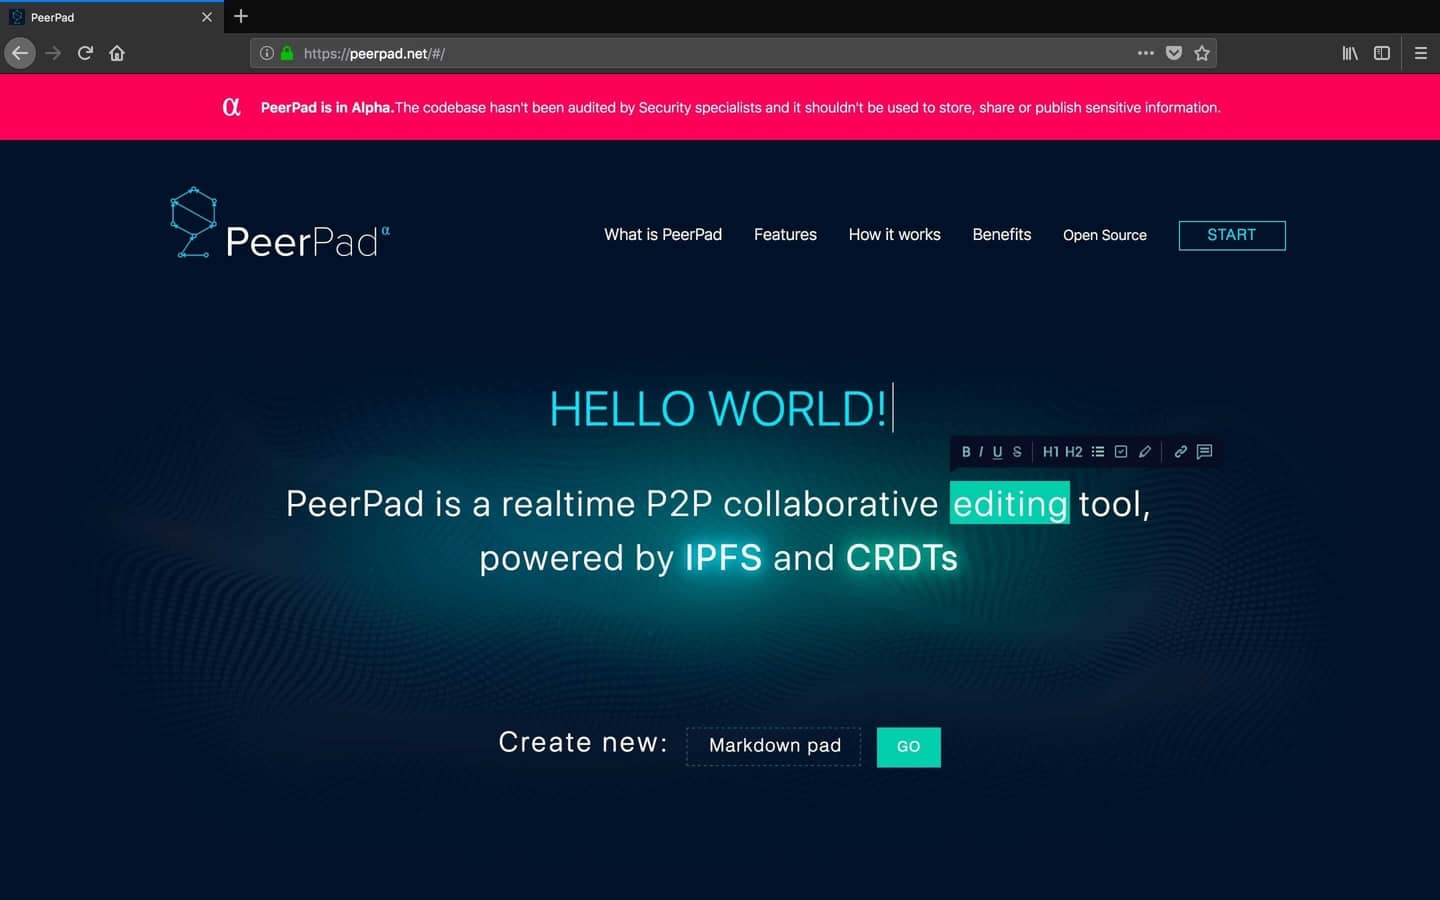 PeerPad
https://peerpad.net/#/
α PeerPad is in Alpha.The codebase hasn't been audited by Security specialists and it shouldn't be used to store, share or publish sensitive information.
PeerPad α
What is PeerPad Features How it works Benefits Open Source START
HELLO WORLD!
B I U S H1 H2
PeerPad is a realtime P2P collaborative editing tool,
powered by IPFS and CRDTs
Create new: Markdown pad GO